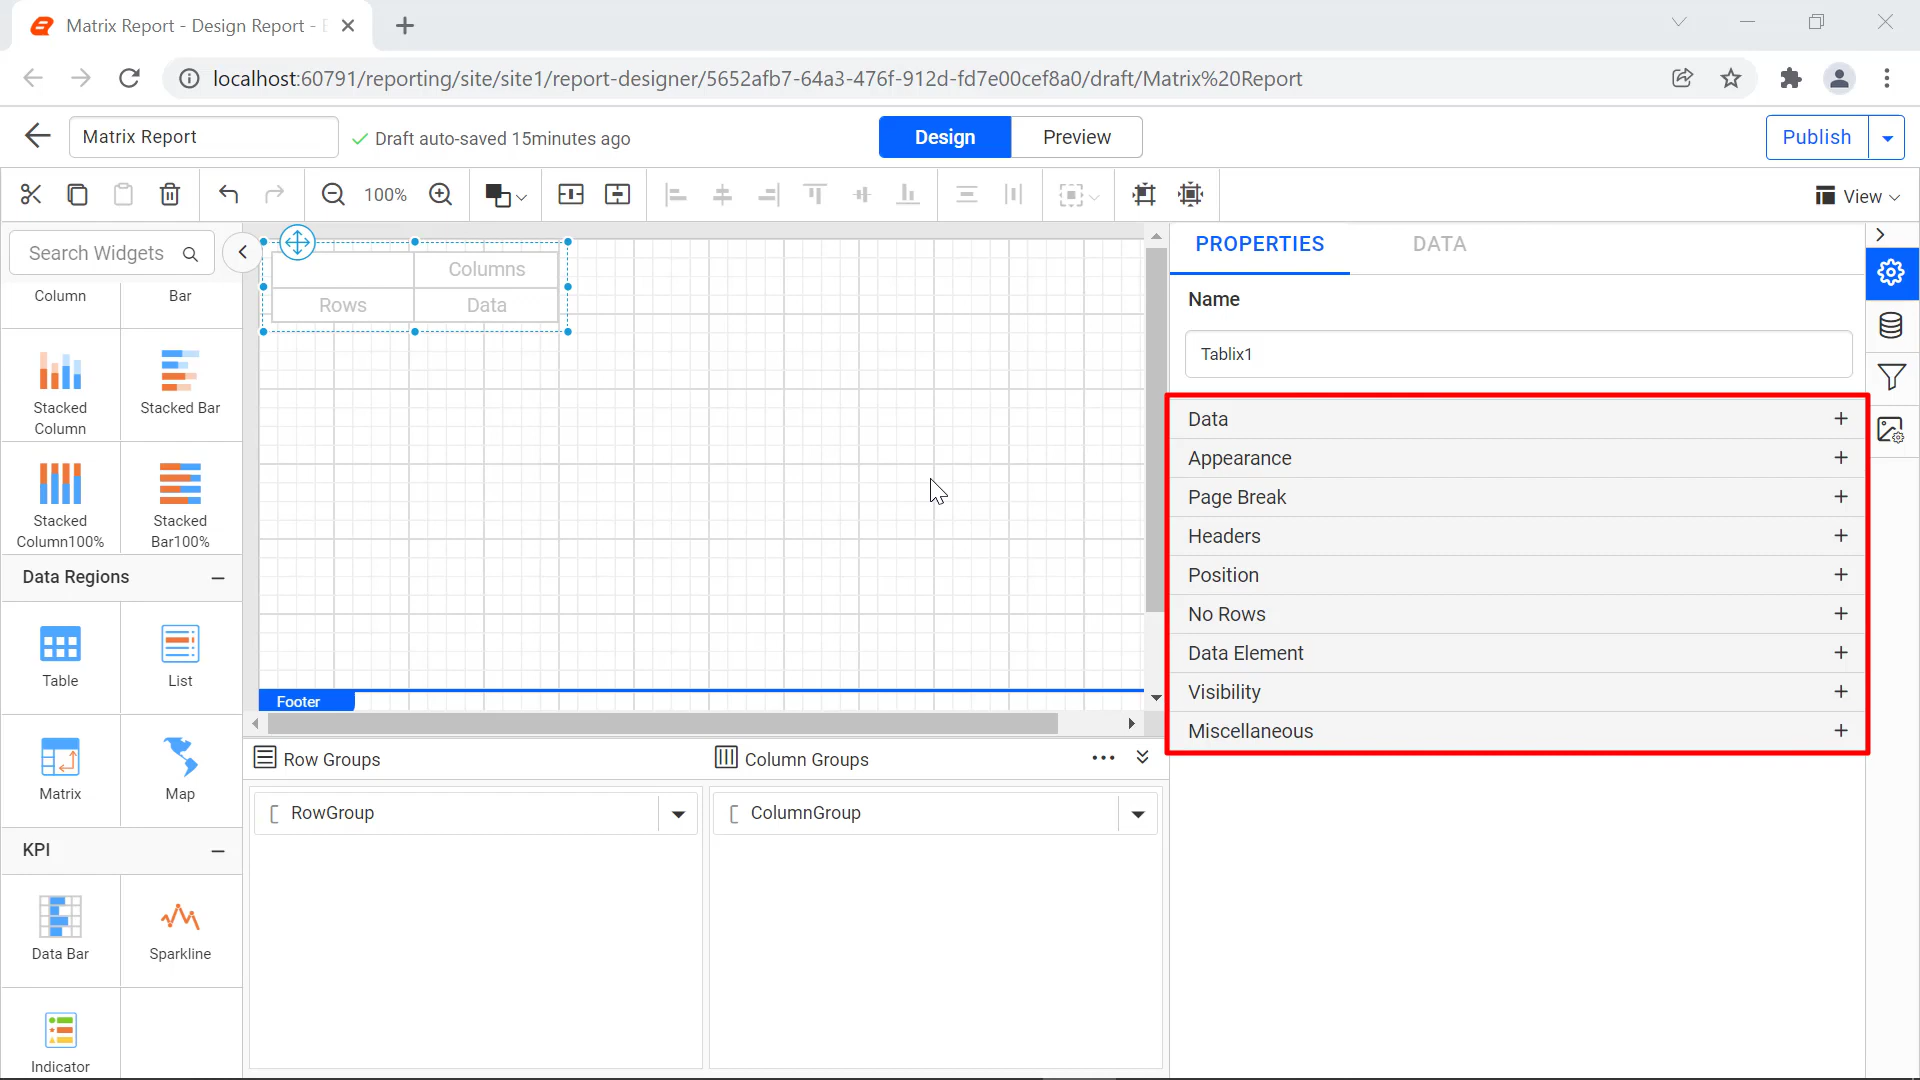 Matrix Report - Design Report -
localhost:60791/reporting/site/site1/report-designer/5652afb7-64a3-476f-912d-fd7e00cef8a0/draft/Matrix%20Report
Matrix Report
Draft auto-saved 15minutes ago
Design
Preview
Publish
100%
View
Search Widgets
Column
Bar
Stacked
Column
Stacked Bar
Stacked
Column100%
Stacked
Bar100%
Data Regions
Table
List
Matrix
Map
KPI
Data Bar
Sparkline
Indicator
Columns
Rows
Data
Footer
Row Groups
Column Groups
RowGroup
ColumnGroup
PROPERTIES
DATA
Name
Tablix1
Data
Appearance
Page Break
Headers
Position
No Rows
Data Element
Visibility
Miscellaneous